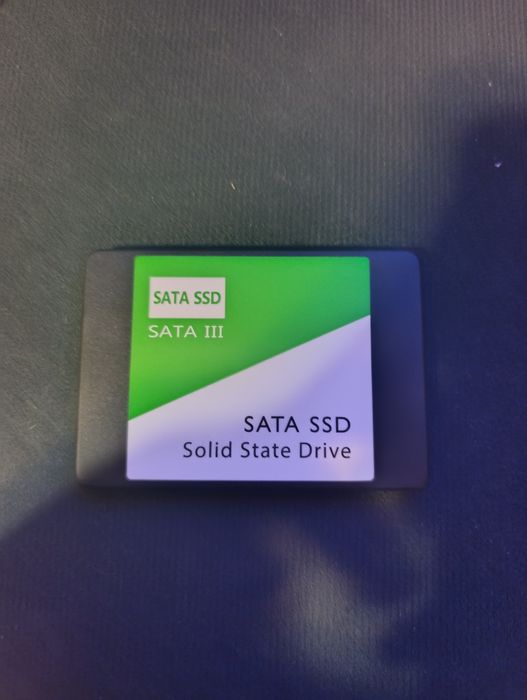 SATA SSD
SATA III
SATA SSD
Solid State Drive